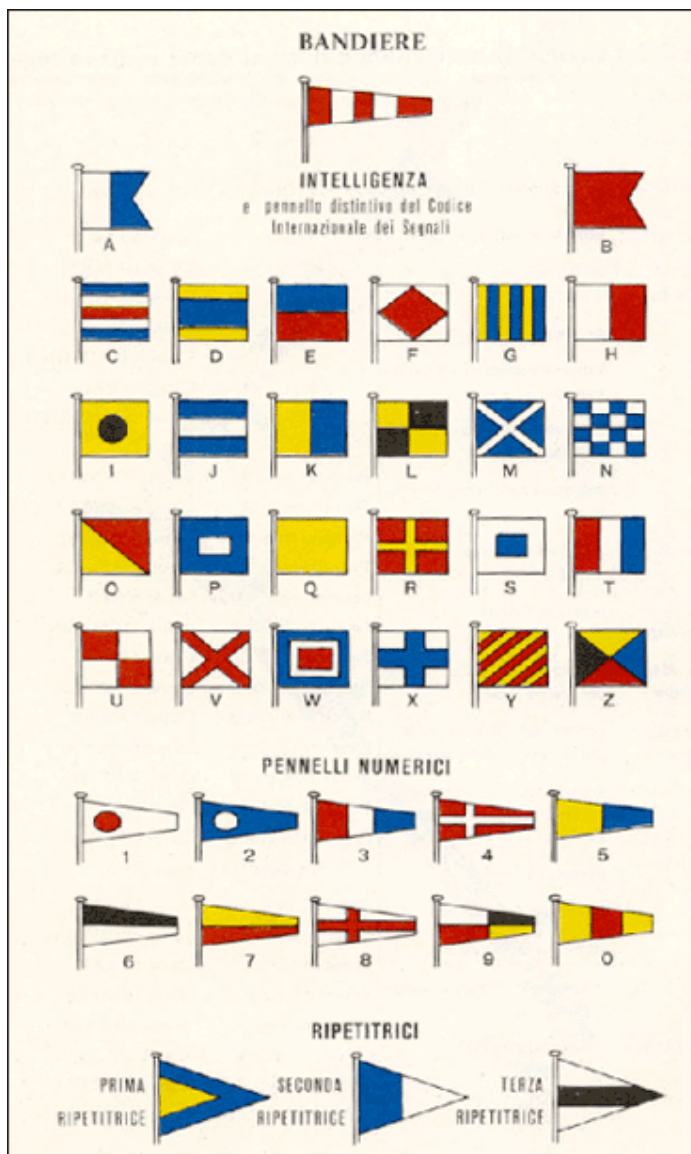 BANDIERE
INTELLIGENZA
e pennello distintivo del Codice
Internazionale dei Segnali
A
B
C D E F G H
I J K L M N
O P Q R S T
U V W X Y Z
PENNELLI NUMERICI
1 2 3 4 5
6 7 8 9 0
RIPETITRICI
PRIMA
RIPETITRICE
SECONDA
RIPETITRICE
TERZA
RIPETITRICE